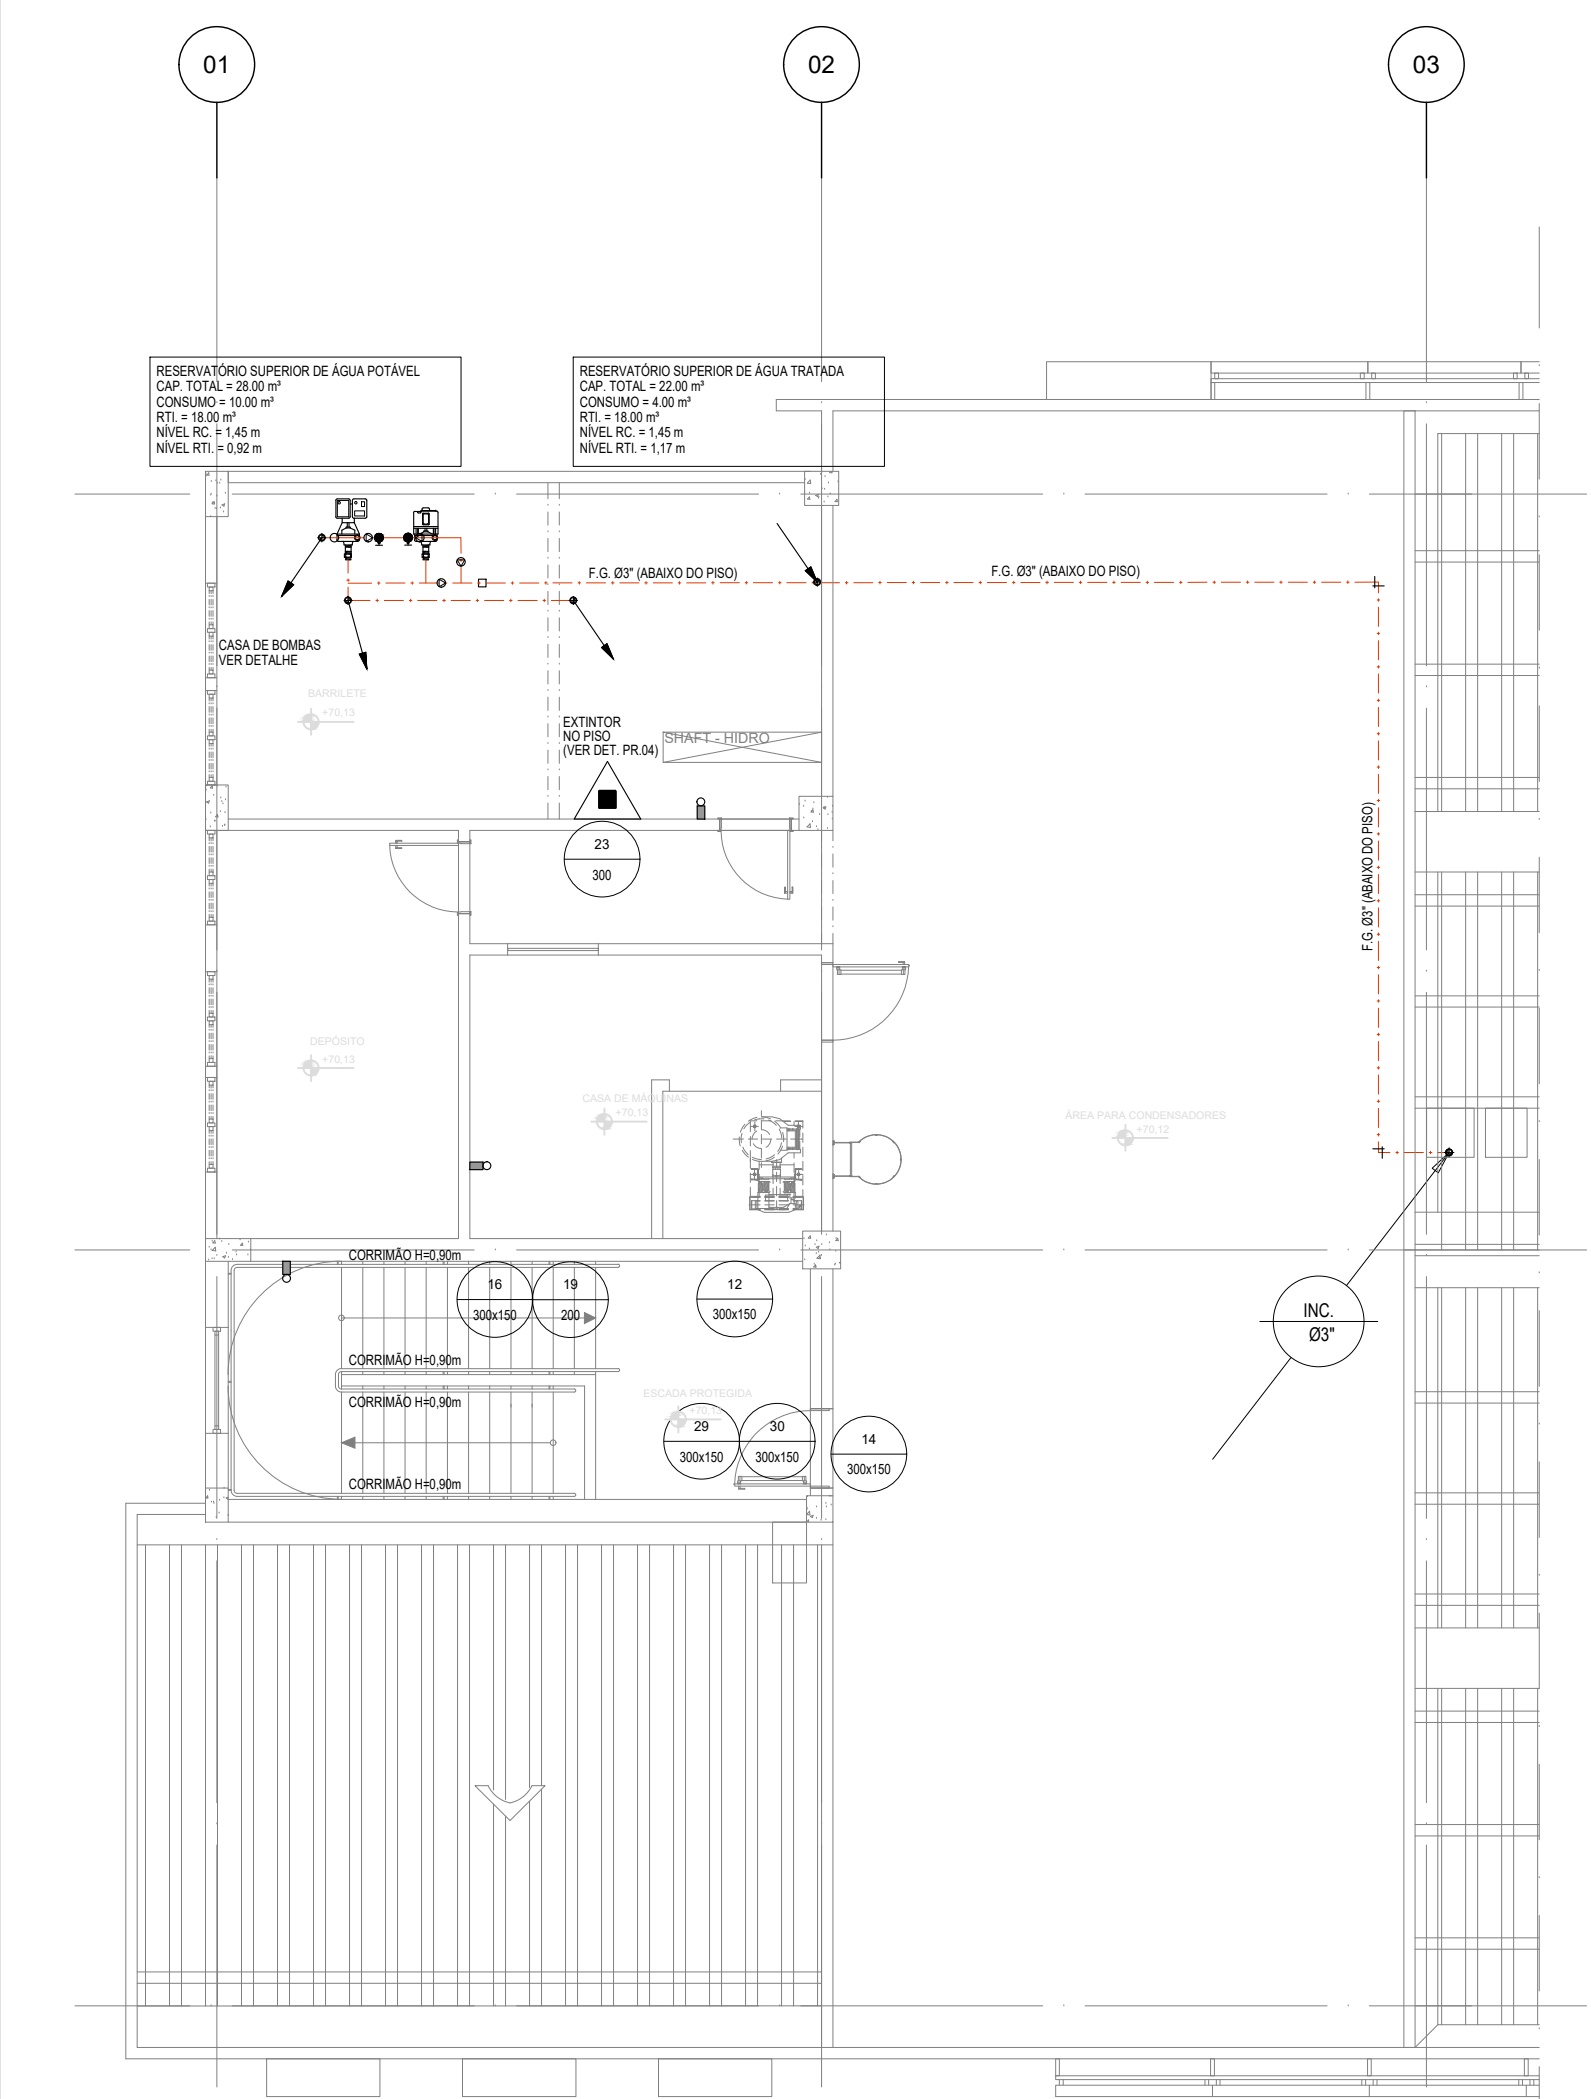 01
02
03
RESERVATÓRIO SUPERIOR DE ÁGUA POTÁVEL
CAP. TOTAL = 28.00 m³
CONSUMO = 10.00 m³
RTI. = 18.00 m³
NÍVEL RC. = 1,45 m
NÍVEL RTI. = 0,92 m
RESERVATÓRIO SUPERIOR DE ÁGUA TRATADA
CAP. TOTAL = 22.00 m³
CONSUMO = 4.00 m³
RTI. = 18.00 m³
NÍVEL RC. = 1,45 m
NÍVEL RTI. = 1,17 m
F.G. Ø3" (ABAIXO DO PISO)
F.G. Ø3" (ABAIXO DO PISO)
CASA DE BOMBAS
VER DETALHE
BARRILETE
+70,13
EXTINTOR
NO PISO
(VER DET. PR.04)
SHAFT - HIDRO
23
300
F.G. Ø3" (ABAIXO DO PISO)
DEPÓSITO
+70,13
CASA DE MÁQUINAS
+70,13
ÁREA PARA CONDENSADORES
+70,12
CORRIMÃO H=0,90m
16
300x150
19
200
12
300x150
INC.
Ø3"
CORRIMÃO H=0,90m
CORRIMÃO H=0,90m
ESCADA PROTEGIDA
29
300x150
30
300x150
14
300x150
CORRIMÃO H=0,90m